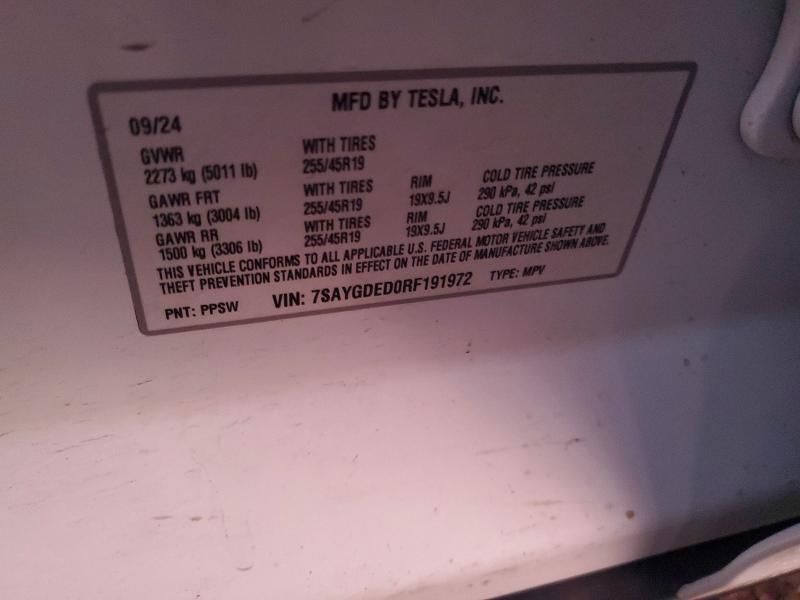 MFD BY TESLA, INC.
09/24
GVWR WITH TIRES
2273 kg (5011 lb) 255/45R19
GAWR FRT WITH TIRES RIM COLD TIRE PRESSURE
1363 kg (3004 lb) 255/45R19 19X9.5J 290 kPa, 42 psi
GAWR RR WITH TIRES RIM COLD TIRE PRESSURE
1500 kg (3306 lb) 255/45R19 19X9.5J 290 kPa, 42 psi
THIS VEHICLE CONFORMS TO ALL APPLICABLE U.S. FEDERAL MOTOR VEHICLE SAFETY AND
THEFT PREVENTION STANDARDS IN EFFECT ON THE DATE OF MANUFACTURE SHOWN ABOVE.
PNT: PPSW VIN: 7SAYGDED0RF191972 TYPE: MPV